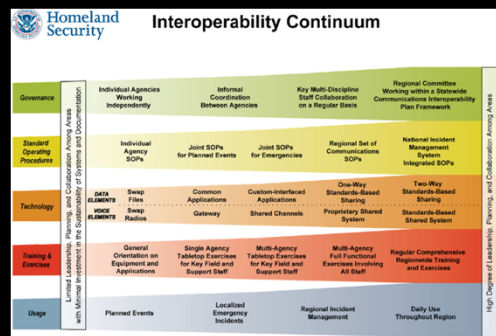 Homeland
Security
Interoperability Continuum
Limited Leadership, Planning, and Collaboration Among Areas
with Minimal Investment in the Sustainability of Systems and Documentation
High Degree of Leadership, Planning, and Collaboration Among Areas
Governance
Individual Agencies
Working
Independently
Informal
Coordination
Between Agencies
Key Multi-Discipline
Staff Collaboration
on a Regular Basis
Regional Committee
Working within a Statewide
Communications Interoperability
Plan Framework
Standard
Operating
Procedures
Individual
Agency
SOPs
Joint SOPs
for Planned Events
Joint SOPs
for Emergencies
Regional Set of
Communications
SOPs
National Incident
Management
System
Integrated SOPs
Technology
DATA
ELEMENTS
Swap
Files
Common
Applications
Custom-Interfaced
Applications
One-Way
Standards-Based
Sharing
Two-Way
Standards-Based
Sharing
VOICE
ELEMENTS
Swap
Radios
Gateway
Shared Channels
Proprietary Shared
System
Standards-Based
Shared System
Training &
Exercises
General
Orientation on
Equipment and
Applications
Single Agency
Tabletop Exercises
for Key Field and
Support Staff
Multi-Agency
Tabletop Exercises
for Key Field and
Support Staff
Multi-Agency
Full Functional
Exercises Involving
All Staff
Regular Comprehensive
Regionwide Training
and Exercises
Usage
Planned Events
Localized
Emergency
Incidents
Regional Incident
Management
Daily Use
Throughout Region